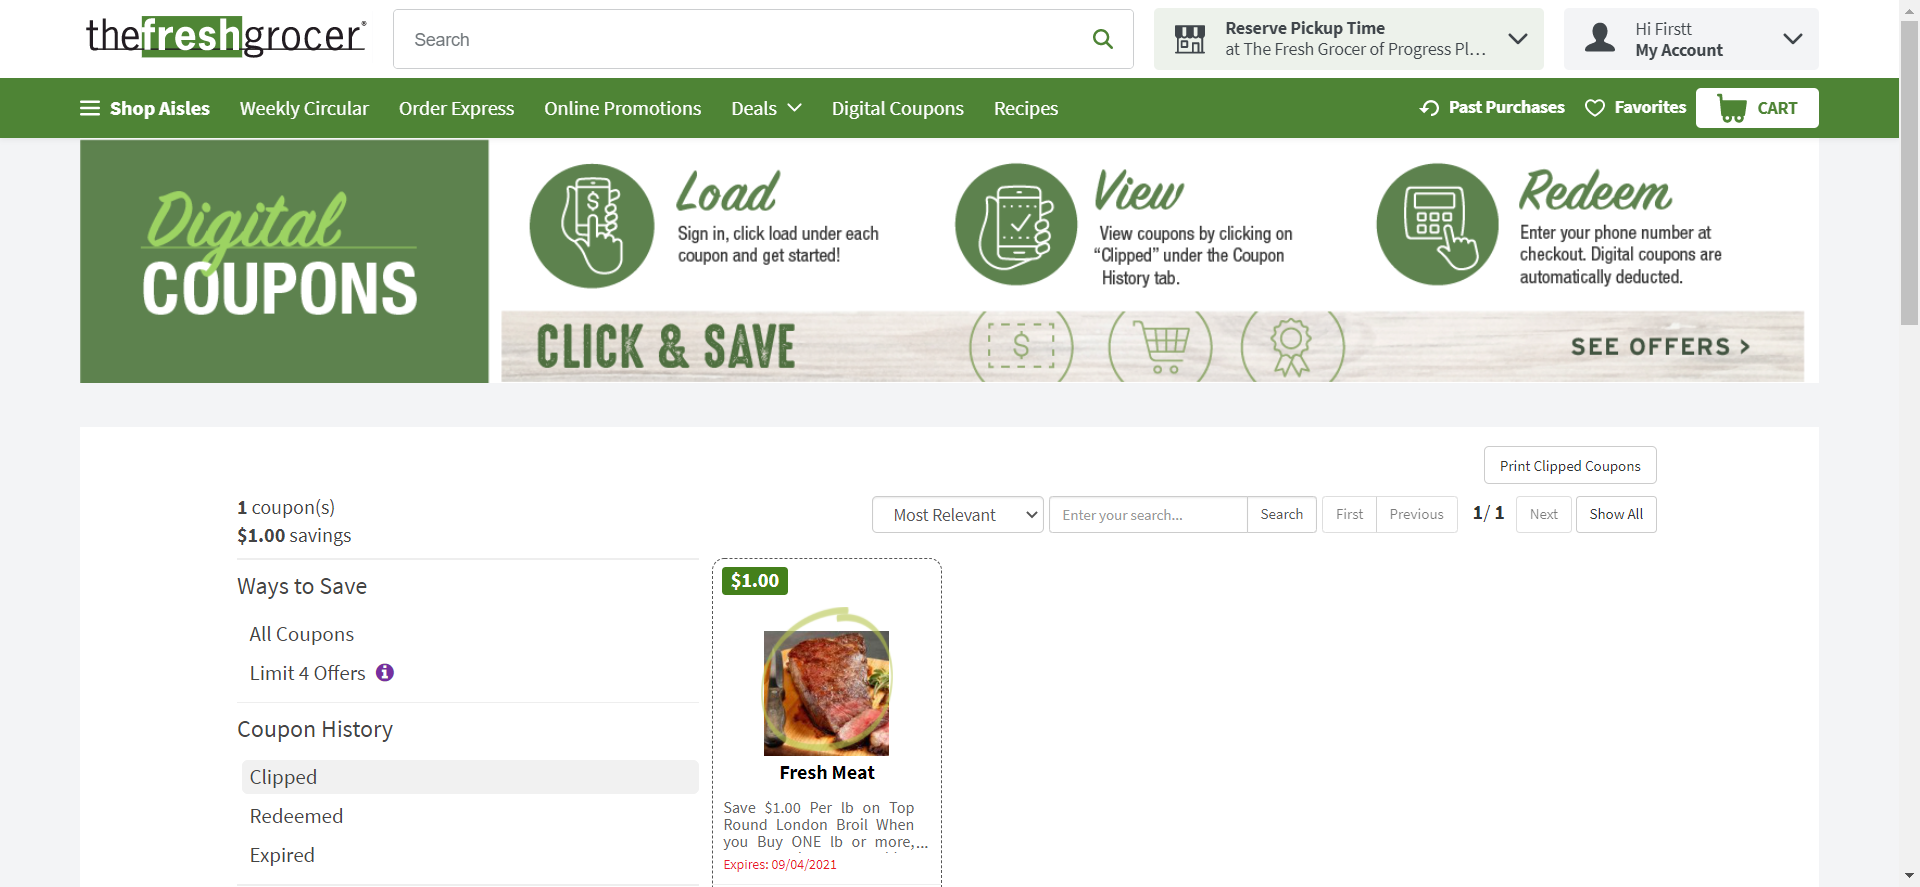 thefreshgrocer®
Search
Reserve Pickup Time
at The Fresh Grocer of Progress Pl...
Hi Firstt
My Account
Shop Aisles
Weekly Circular
Order Express
Online Promotions
Deals
Digital Coupons
Recipes
Past Purchases
Favorites
CART
Digital
COUPONS
Load
Sign in, click load under each
coupon and get started!
View
View coupons by clicking on
“Clipped” under the Coupon
History tab.
Redeem
Enter your phone number at
checkout. Digital coupons are
automatically deducted.
CLICK & SAVE
$
SEE OFFERS >
Print Clipped Coupons
1 coupon(s)
$1.00 savings
Most Relevant
Enter your search...
Search
First
Previous
1/ 1
Next
Show All
Ways to Save
All Coupons
Limit 4 Offers
Coupon History
Clipped
Redeemed
Expired
$1.00
Fresh Meat
Save $1.00 Per lb on Top
Round London Broil When
you Buy ONE lb or more,...
Expires: 09/04/2021